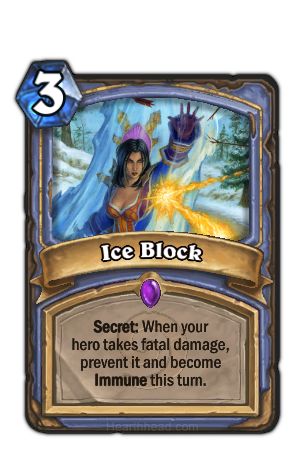 3
Ice Block
Secret: When your
hero takes fatal damage,
prevent it and become
Immune this turn.
Hearthhead.com